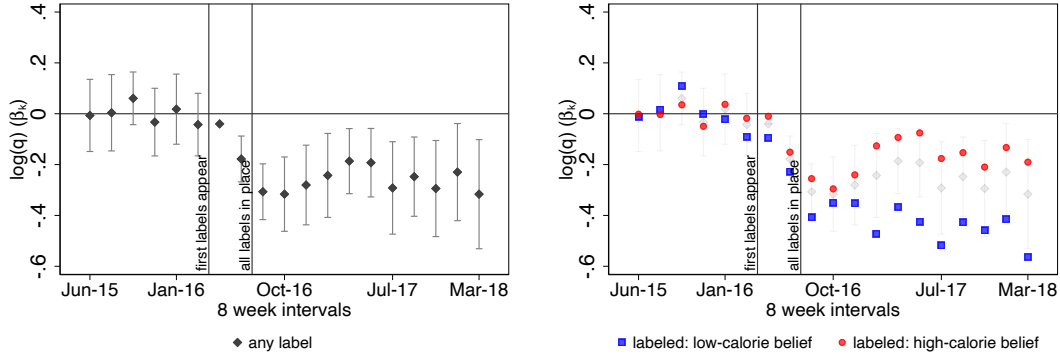 .4
.2
0
-.2
-.4
-.6
log(q) (βk)
first labels appear
all labels in place
Jun-15
Jan-16
Oct-16
Jul-17
Mar-18
8 week intervals
any label
.4
.2
0
-.2
-.4
-.6
log(q) (βk)
first labels appear
all labels in place
Jun-15
Jan-16
Oct-16
Jul-17
Mar-18
8 week intervals
labeled: low-calorie belief
labeled: high-calorie belief